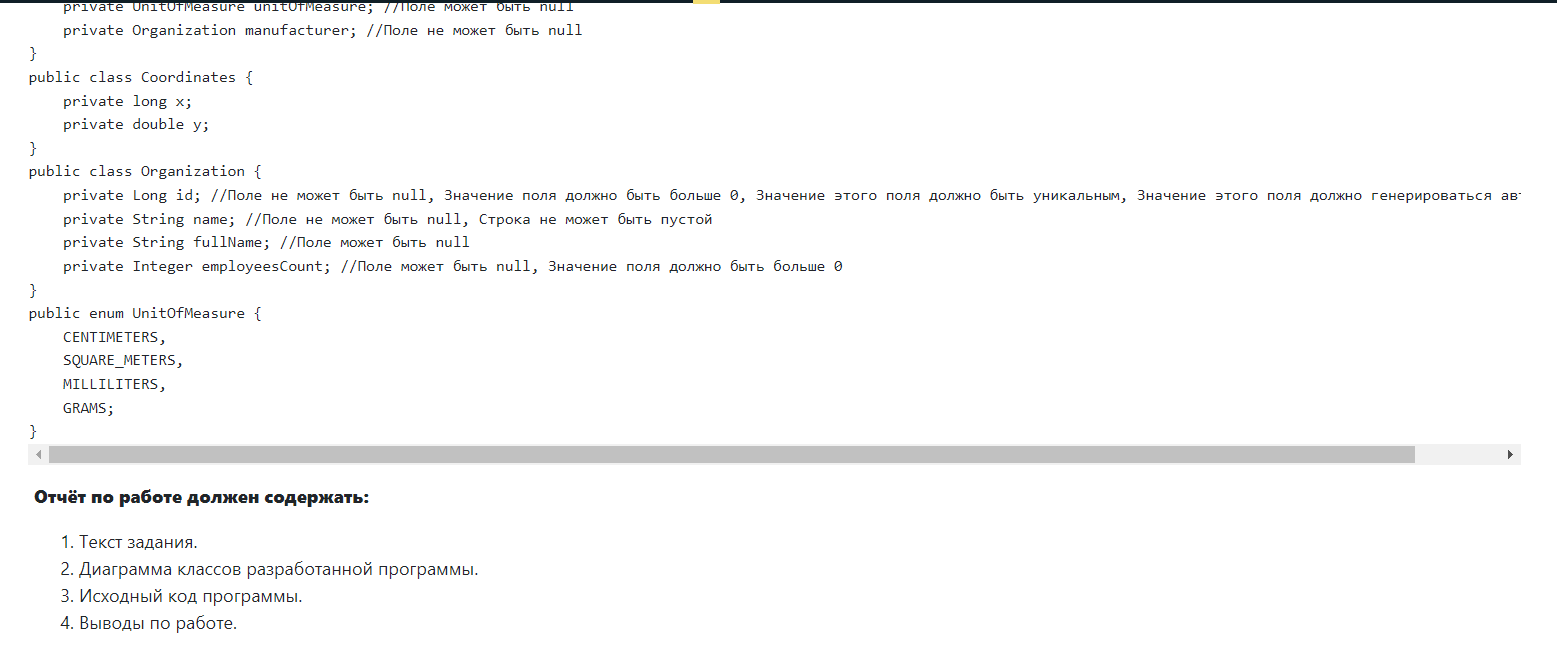 private UnitOfMeasure unitOfMeasure; //Поле может быть null
private Organization manufacturer; //Поле не может быть null
}
public class Coordinates {
private long x;
private double y;
}
public class Organization {
private Long id; //Поле не может быть null, Значение поля должно быть больше 0, Значение этого поля должно быть уникальным, Значение этого поля должно генерироваться
private String name; //Поле не может быть null, Строка не может быть пустой
private String fullName; //Поле может быть null
private Integer employeesCount; //Поле может быть null, Значение поля должно быть больше 0
}
public enum UnitOfMeasure {
CENTIMETERS,
SQUARE_METERS,
MILLILITERS,
GRAMS;
}
Отчёт по работе должен содержать:
1. Текст задания.
2. Диаграмма классов разработанной программы.
3. Исходный код программы.
4. Выводы по работе.